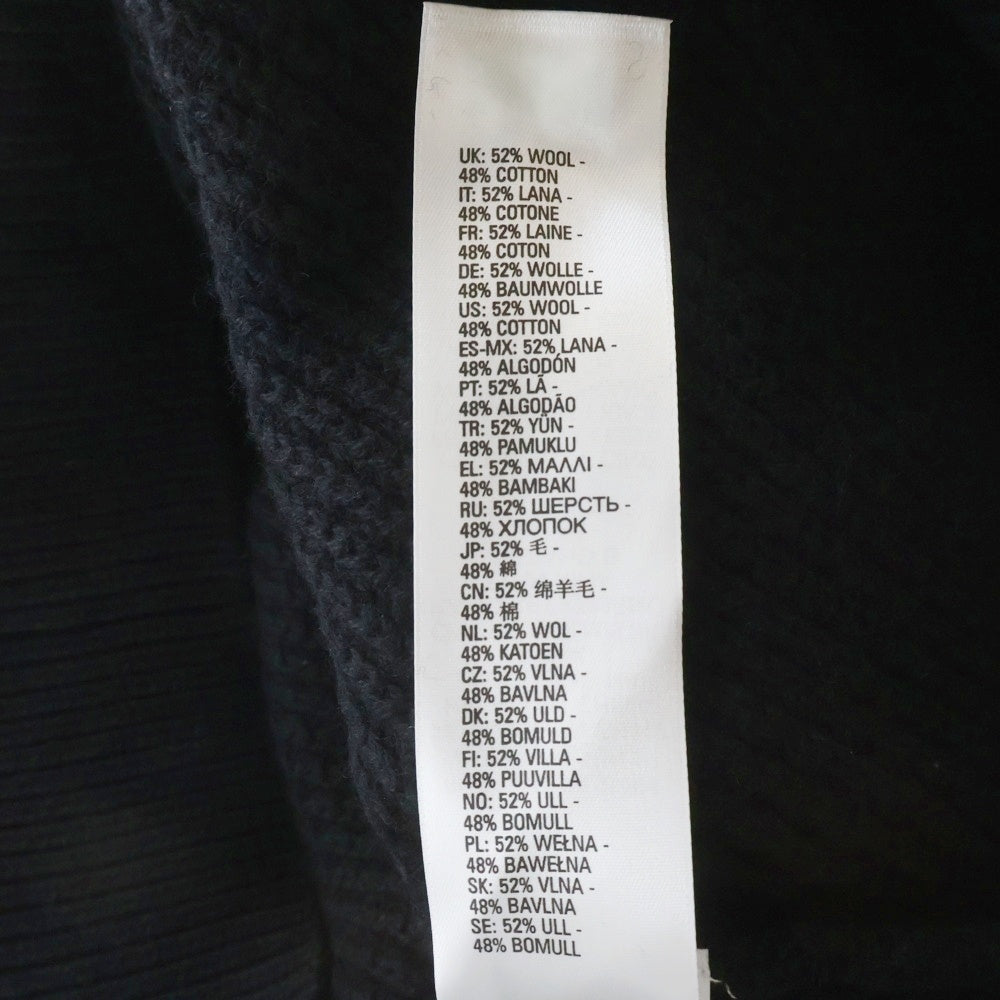 UK: 52% WOOL -
48% COTTON
IT: 52% LANA -
48% COTONE
FR: 52% LAINE -
48% COTON
DE: 52% WOLLE -
48% BAUMWOLLE
US: 52% WOOL -
48% COTTON
ES-MX: 52% LANA -
48% ALGODÓN
PT: 52% LÃ -
48% ALGODÃO
TR: 52% YÜN -
48% PAMUKLU
EL: 52% ΜΑΛΛΙ -
48% ΒΑΜΒΑΚΙ
RU: 52% ШЕРСТЬ -
48% ХЛОПОК
JP: 52% 毛 -
48% 綿
CN: 52% 绵羊毛 -
48% 棉
NL: 52% WOL -
48% KATOEN
CZ: 52% VLNA -
48% BAVLNA
DK: 52% ULD -
48% BOMULD
FI: 52% VILLA -
48% PUUVILLA
NO: 52% ULL -
48% BOMULL
PL: 52% WEŁNA -
48% BAWEŁNA
SK: 52% VLNA -
48% BAVLNA
SE: 52% ULL -
48% BOMULL